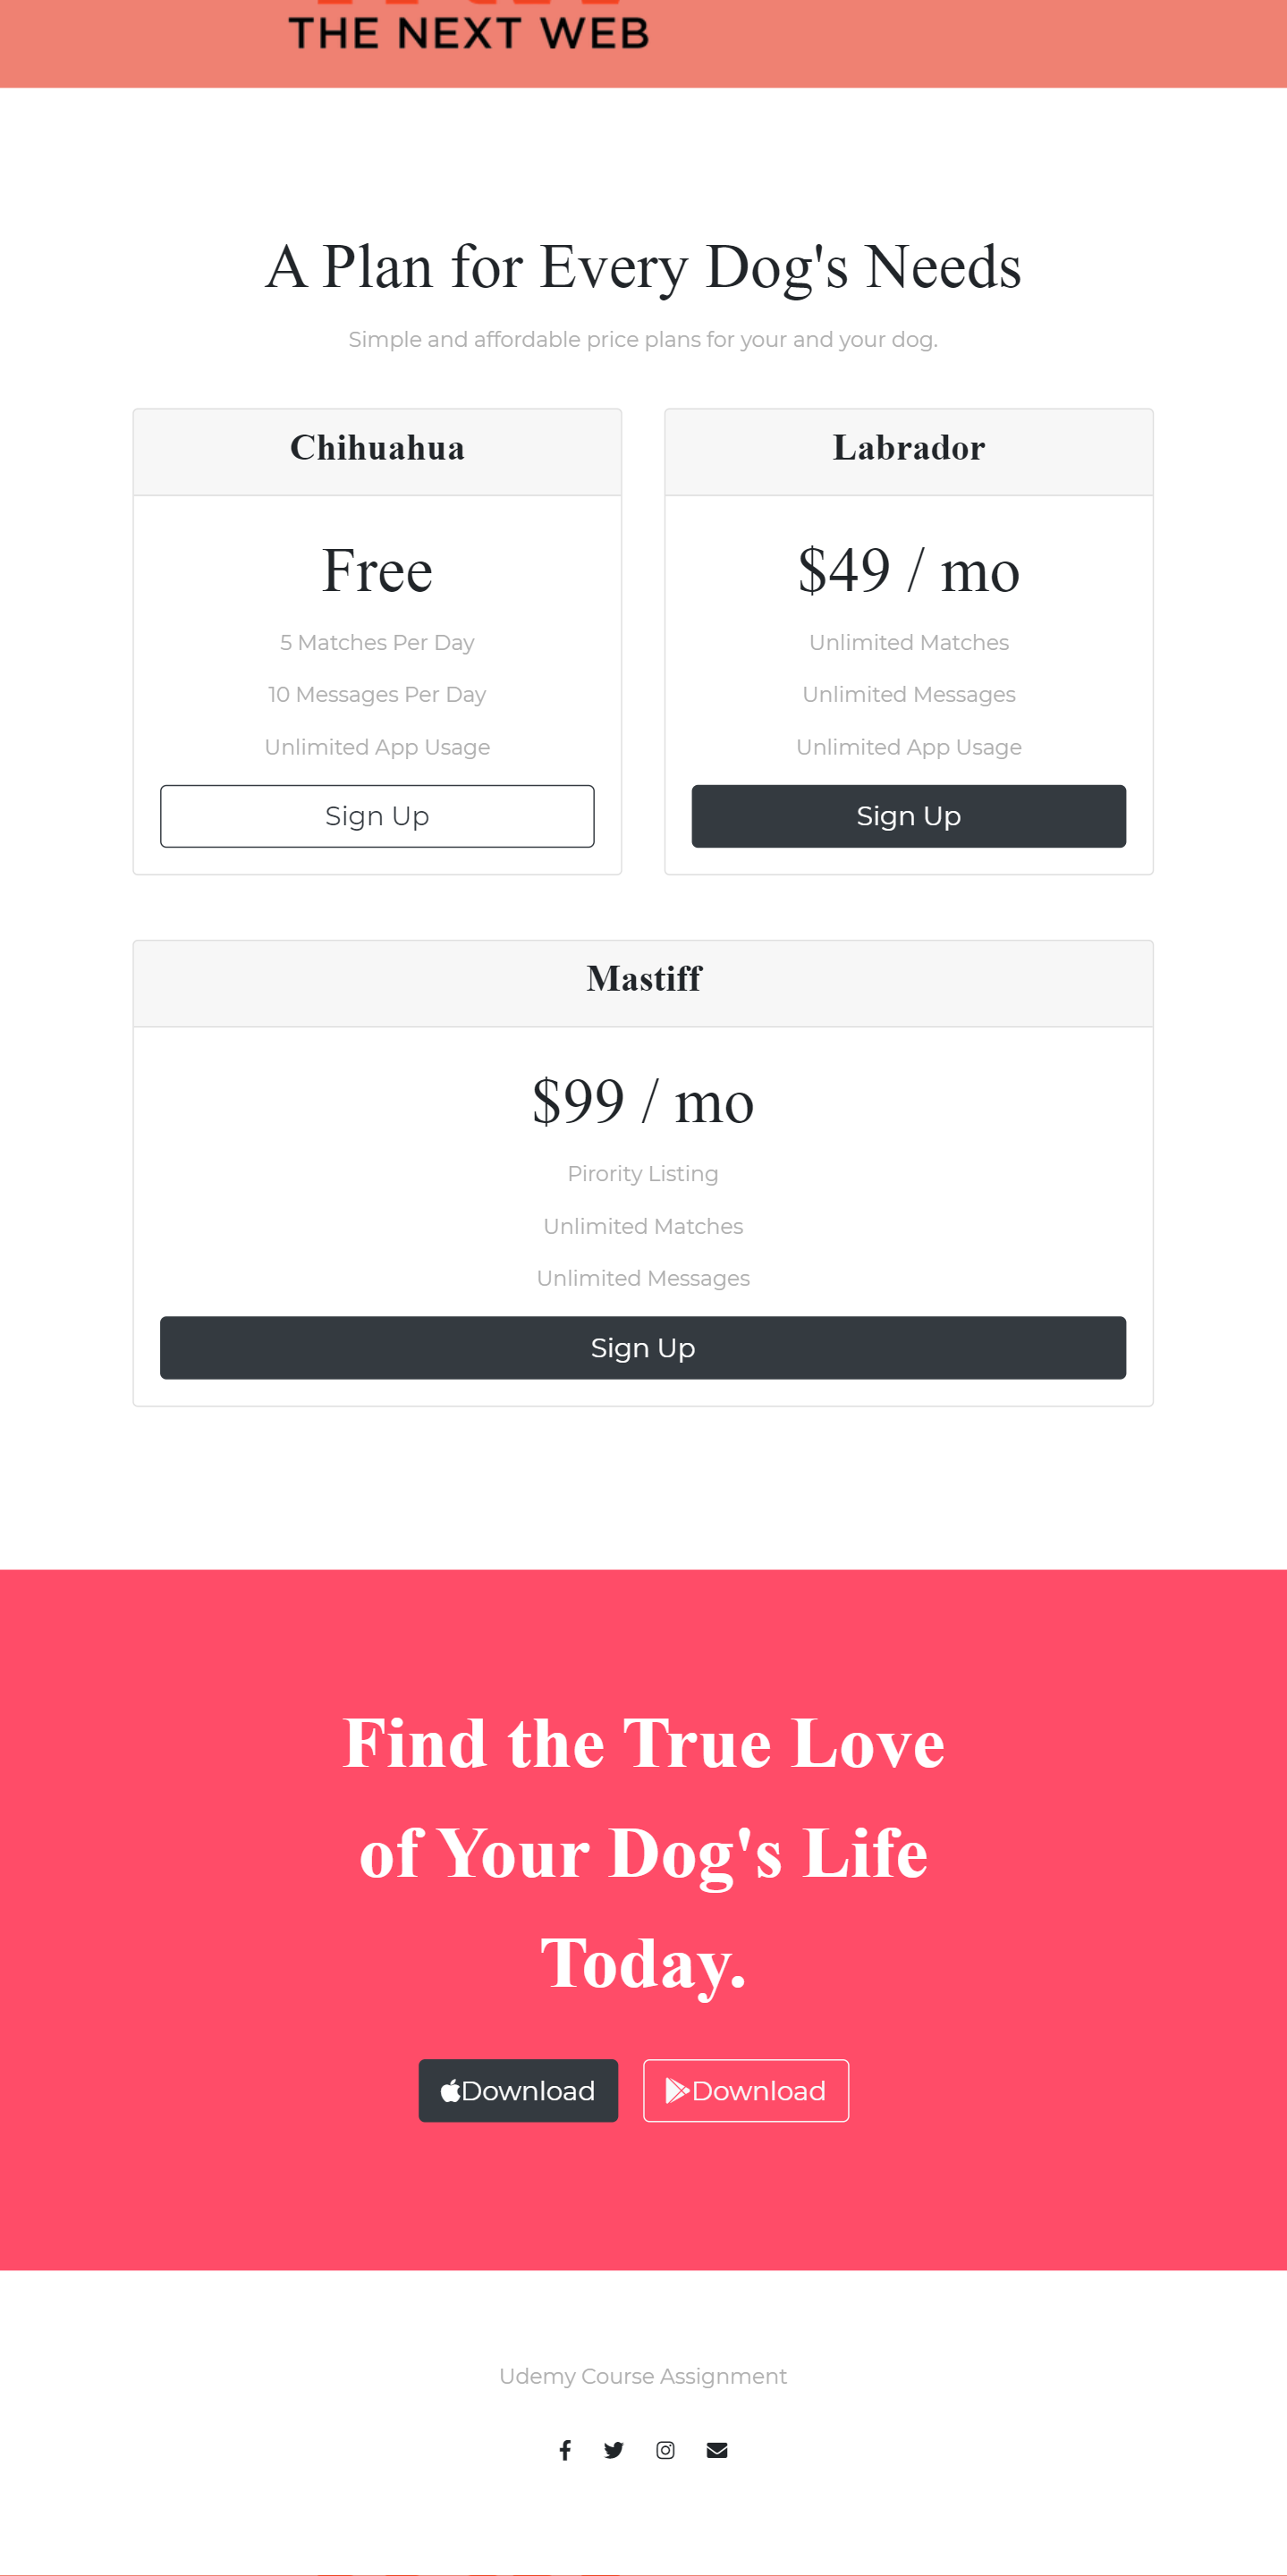 THE NEXT WEB
A Plan for Every Dog's Needs
Simple and affordable price plans for your and your dog.
Chihuahua
Free
5 Matches Per Day
10 Messages Per Day
Unlimited App Usage
Sign Up
Labrador
$49 / mo
Unlimited Matches
Unlimited Messages
Unlimited App Usage
Sign Up
Mastiff
$99 / mo
Pirority Listing
Unlimited Matches
Unlimited Messages
Sign Up
Find the True Love
of Your Dog's Life
Today.
Download
Download
Udemy Course Assignment